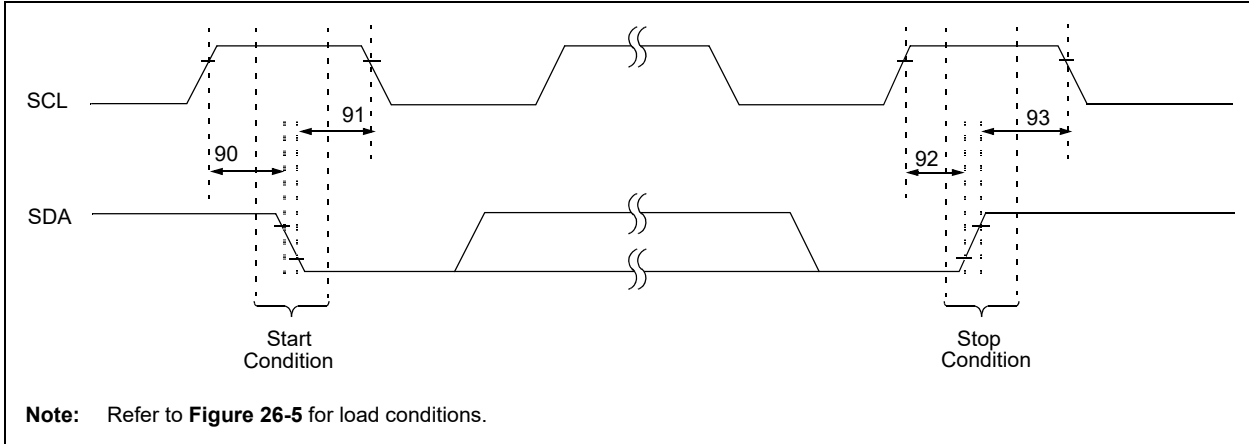 SCL
91
93
90
92
SDA
Start
Condition
Stop
Condition
Note: Refer to Figure 26-5 for load conditions.